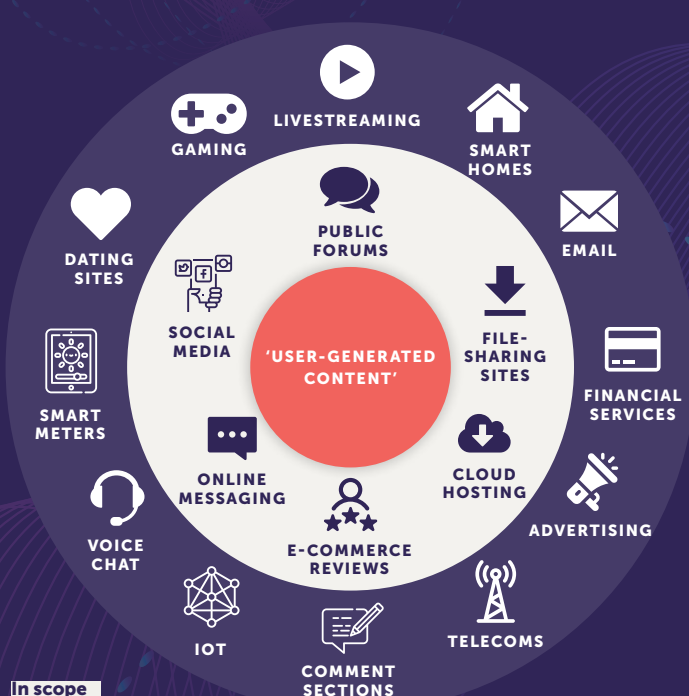 LIVESTREAMING
GAMING
SMART
HOMES
PUBLIC
FORUMS
EMAIL
DATING
SITES
SOCIAL
MEDIA
FILE-
SHARING
SITES
'USER-GENERATED
CONTENT'
FINANCIAL
SERVICES
SMART
METERS
ONLINE
MESSAGING
CLOUD
HOSTING
ADVERTISING
VOICE
CHAT
E-COMMERCE
REVIEWS
TELECOMS
IOT
COMMENT
SECTIONS
In scope